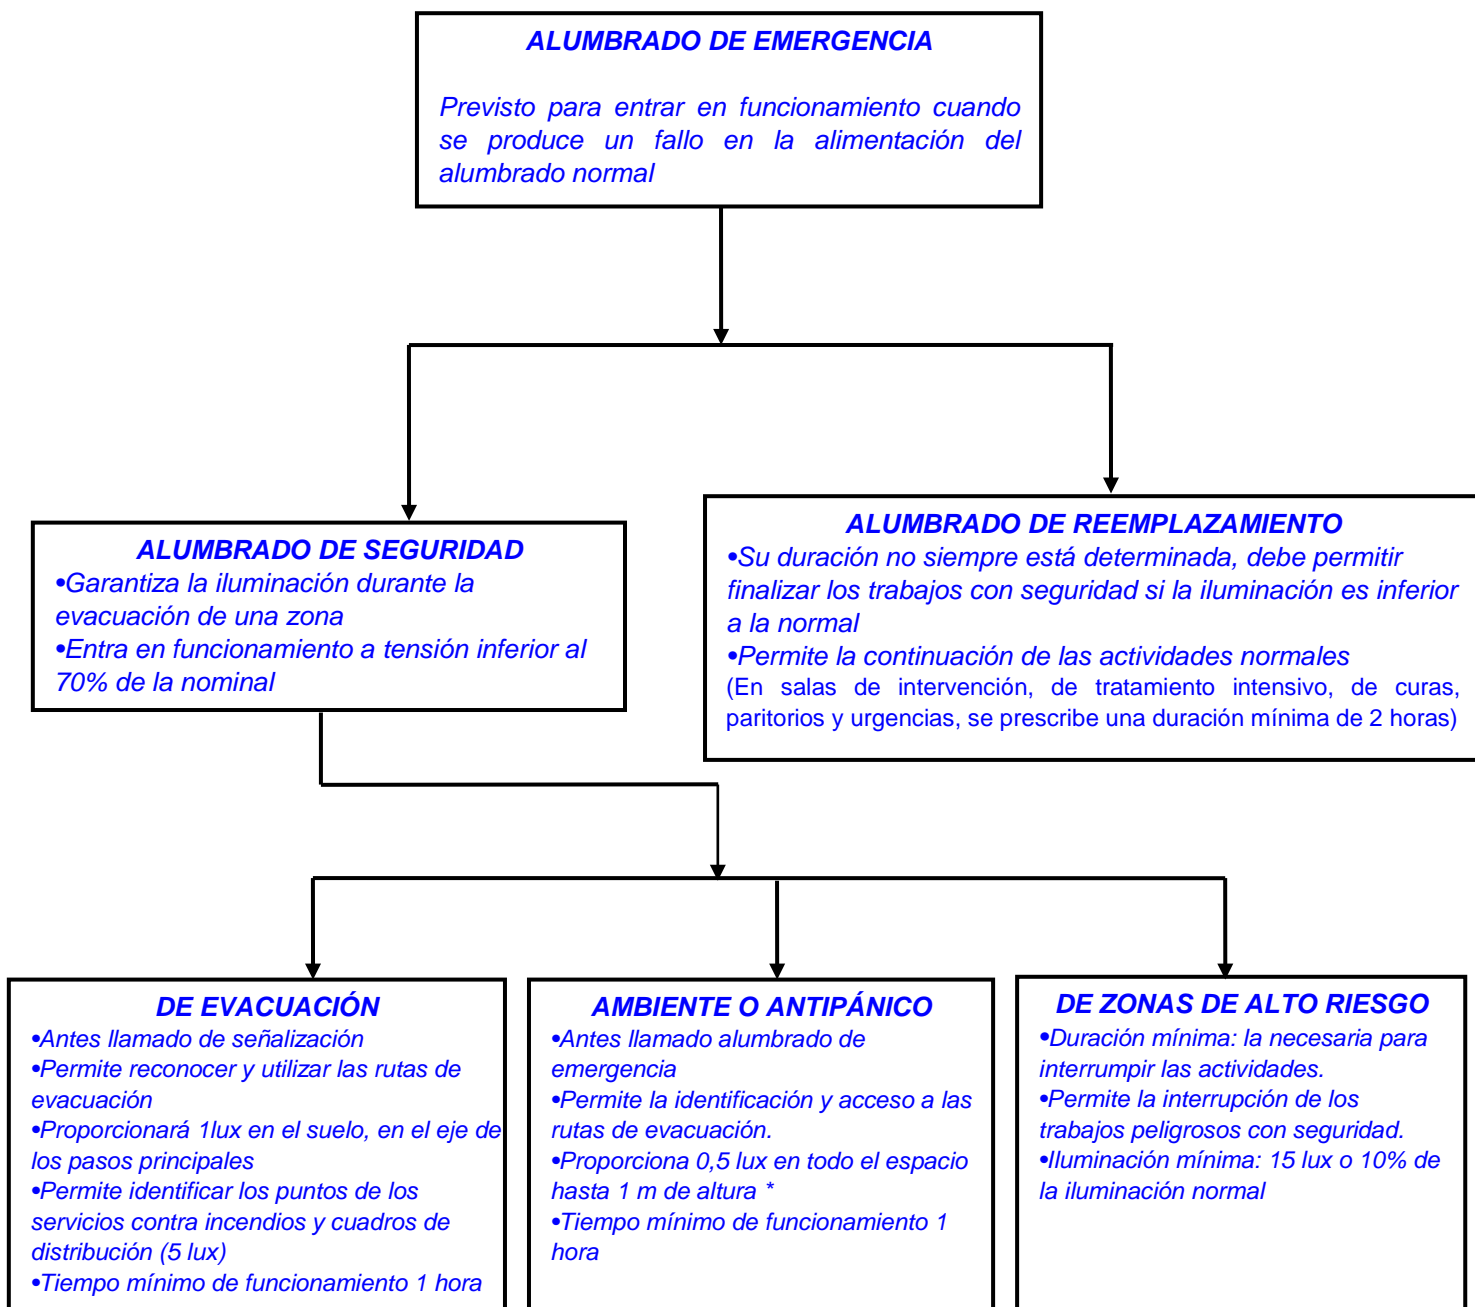 ALUMBRADO DE EMERGENCIA
Previsto para entrar en funcionamiento cuando
se produce un fallo en la alimentación del
alumbrado normal
ALUMBRADO DE SEGURIDAD
•Garantiza la iluminación durante la
evacuación de una zona
•Entra en funcionamiento a tensión inferior al
70% de la nominal
ALUMBRADO DE REEMPLAZAMIENTO
•Su duración no siempre está determinada, debe permitir
finalizar los trabajos con seguridad si la iluminación es inferior
a la normal
•Permite la continuación de las actividades normales
(En salas de intervención, de tratamiento intensivo, de curas,
paritorios y urgencias, se prescribe una duración mínima de 2 horas)
DE EVACUACIÓN
•Antes llamado de señalización
•Permite reconocer y utilizar las rutas de
evacuación
•Proporcionará 1lux en el suelo, en el eje de
los pasos principales
•Permite identificar los puntos de los
servicios contra incendios y cuadros de
distribución (5 lux)
•Tiempo mínimo de funcionamiento 1 hora
AMBIENTE O ANTIPÁNICO
•Antes llamado alumbrado de
emergencia
•Permite la identificación y acceso a las
rutas de evacuación.
•Proporciona 0,5 lux en todo el espacio
hasta 1 m de altura *
•Tiempo mínimo de funcionamiento 1
hora
DE ZONAS DE ALTO RIESGO
•Duración mínima: la necesaria para
interrumpir las actividades.
•Permite la interrupción de los
trabajos peligrosos con seguridad.
•Iluminación mínima: 15 lux o 10% de
la iluminación normal